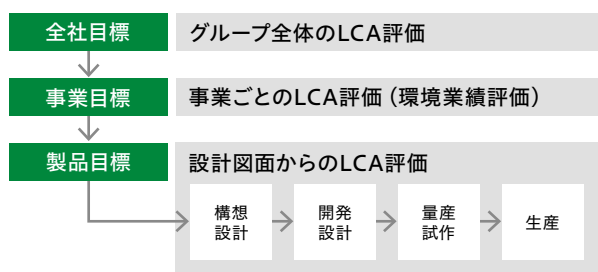 全社目標
グループ全体のLCA評価
事業目標
事業ごとのLCA評価（環境業績評価）
製品目標
設計図面からのLCA評価
構想
設計
開発
設計
量産
試作
生産